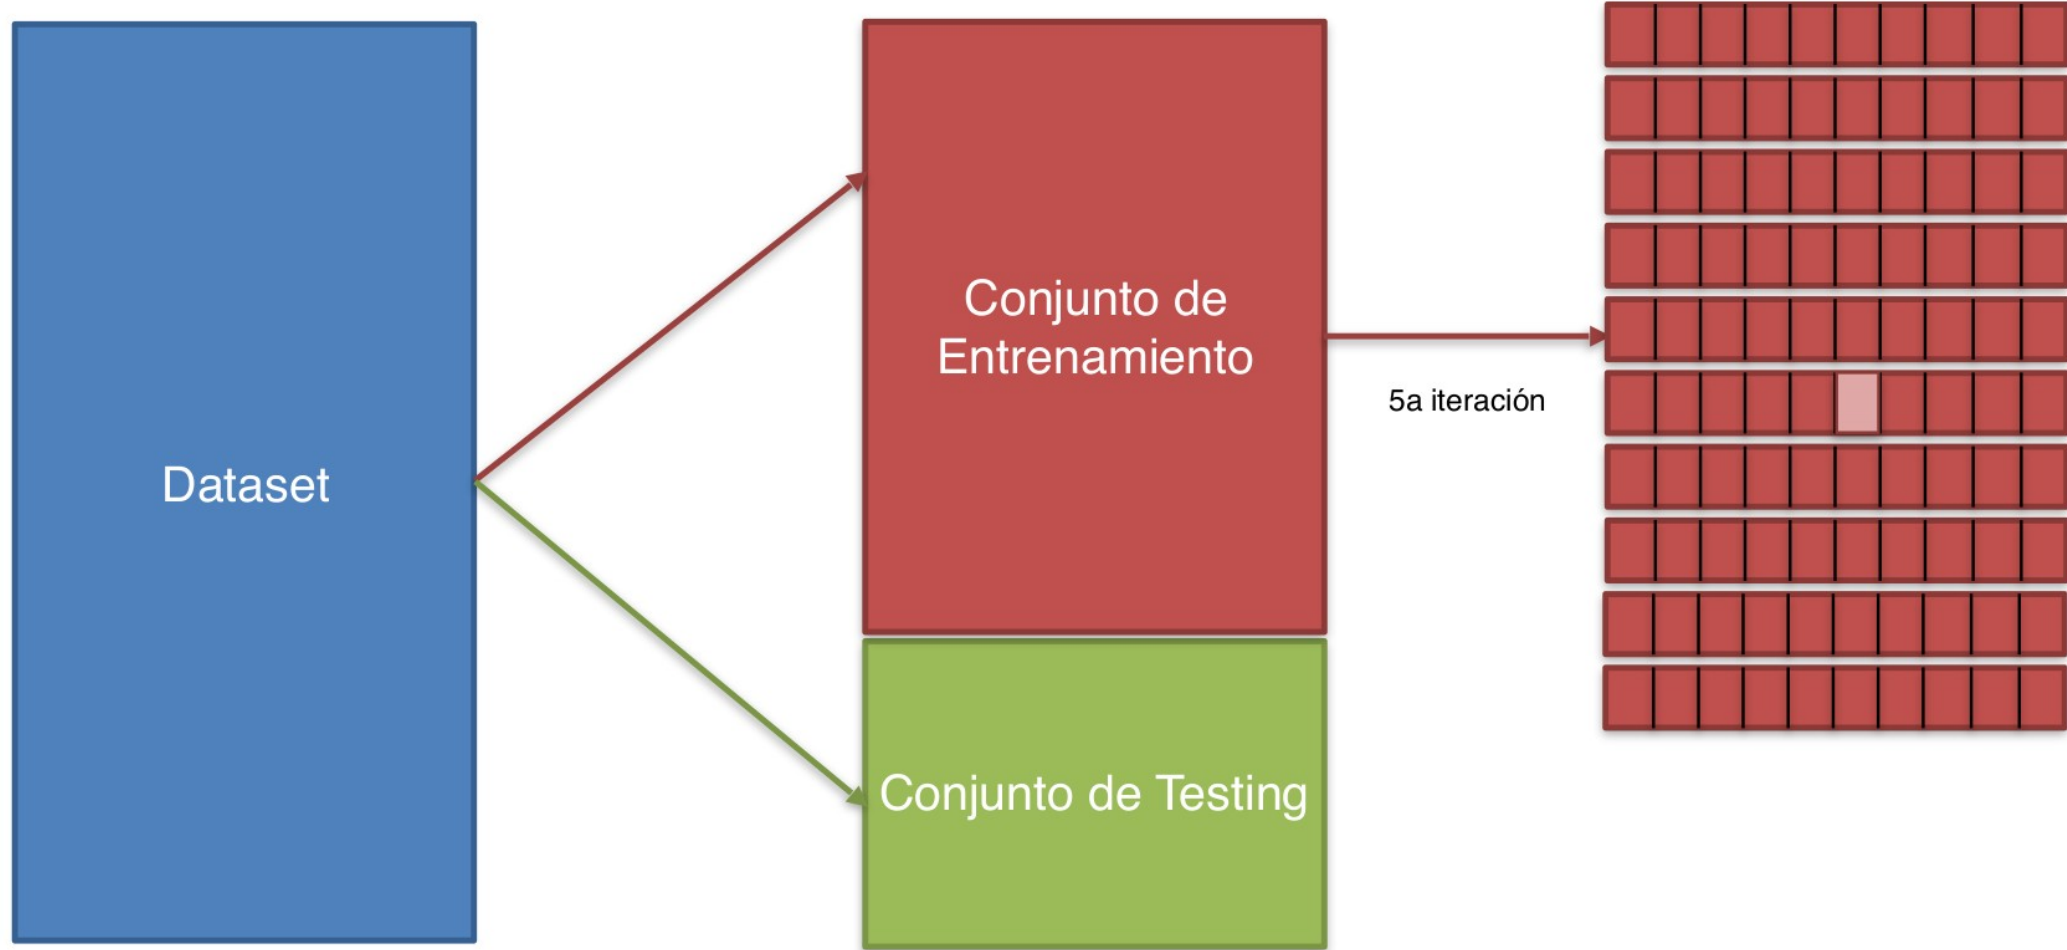 Dataset
Conjunto de
Entrenamiento
5a iteración
Conjunto de Testing